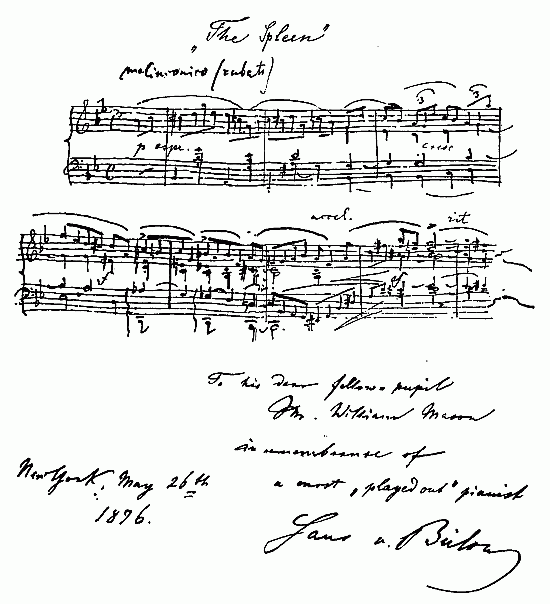 „The Spleen"
malinconico (rubato)
p espr.
cresc
accel.
rit
To his dear fellow-pupil
Mr. William Mason
in remembrance of
a most „played out" pianist
New York, May 26th
1876.
Hans v. Bülow